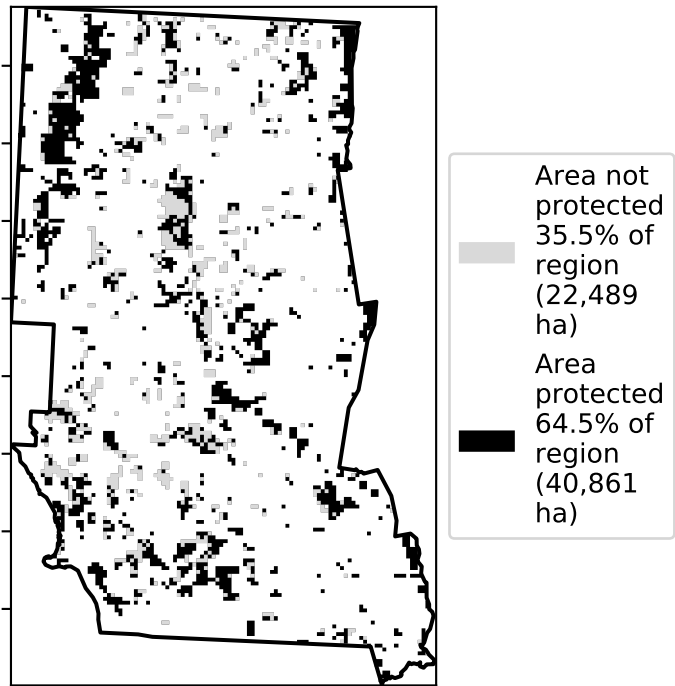 Area not
protected
35.5% of
region
(22,489
ha)
Area
protected
64.5% of
region
(40,861
ha)